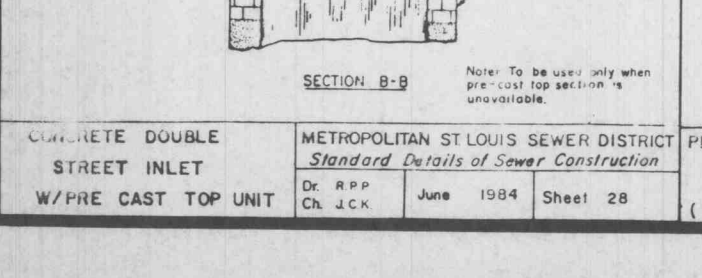 SECTION B-B
Note: To be used only when
pre-cast top section is
unavailable.
CONCRETE DOUBLE
STREET INLET
W/PRE CAST TOP UNIT
METROPOLITAN ST. LOUIS SEWER DISTRICT
Standard Details of Sewer Construction
Dr. R.P.P
Ch. J.C.K.
June 1984
Sheet 28